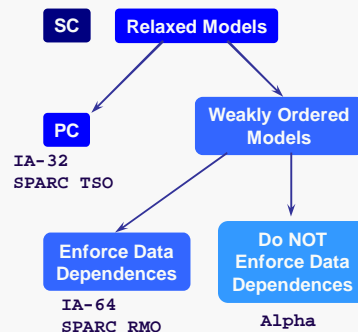 SC
Relaxed Models
PC
Weakly Ordered
Models
IA-32
SPARC TSO
Enforce Data
Dependences
Do NOT
Enforce Data
Dependences
IA-64
SPARC RMO
Alpha